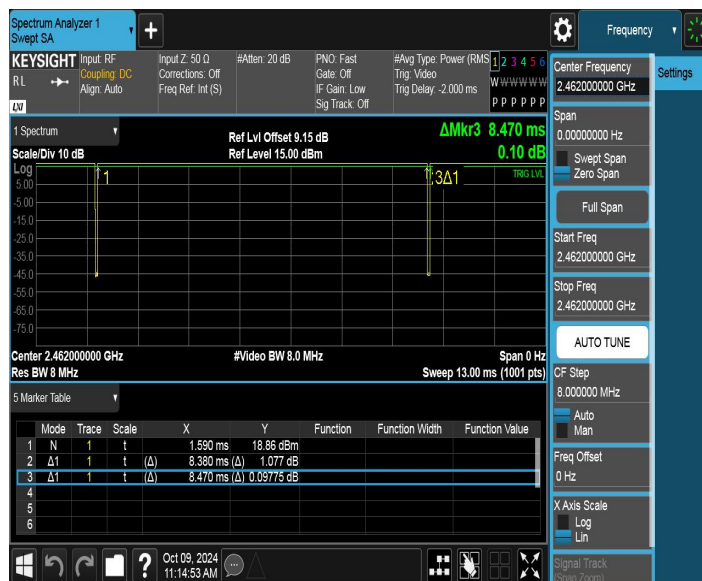 Spectrum Analyzer 1
Swept SA
Frequency
KEYSIGHT
RL
LXI
Input: RF
Coupling: DC
Align: Auto
Input Z: 50 Ω
Corrections: Off
Freq Ref: Int (S)
#Atten: 20 dB
PNO: Fast
Gate: Off
IF Gain: Low
Sig Track: Off
#Avg Type: Power (RMS
Trig: Video
Trig Delay: -2.000 ms
1 2 3 4 5 6
W W W W W W
P P P P P P
1 Spectrum
Scale/Div 10 dB
Ref Lvl Offset 9.15 dB
Ref Level 15.00 dBm
ΔMkr3 8.470 ms
0.10 dB
Log
TRIG LVL
1
3Δ1
5.00
-5.00
-15.0
-25.0
-35.0
-45.0
-55.0
-65.0
-75.0
Center 2.462000000 GHz
Res BW 8 MHz
#Video BW 8.0 MHz
Span 0 Hz
Sweep 13.00 ms (1001 pts)
5 Marker Table
Mode Trace Scale X Y Function Function Width Function Value
1 N 1 t 1.590 ms 18.86 dBm
2 Δ1 1 t (Δ) 8.380 ms (Δ) 1.077 dB
3 Δ1 1 t (Δ) 8.470 ms (Δ) 0.09775 dB
4
5
6
?
Oct 09, 2024
11:14:53 AM
Center Frequency
2.462000000 GHz
Span
0.00000000 Hz
Swept Span
Zero Span
Full Span
Start Freq
2.462000000 GHz
Stop Freq
2.462000000 GHz
AUTO TUNE
CF Step
8.000000 MHz
Auto
Man
Freq Offset
0 Hz
X Axis Scale
Log
Lin
Signal Track
(Span Zoom)
Settings